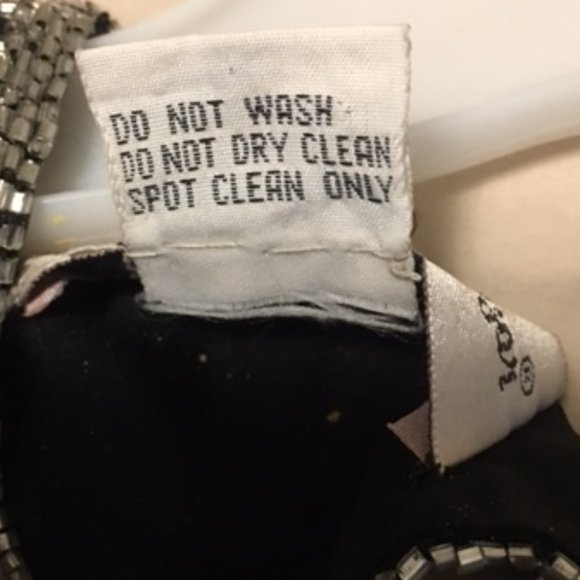 DO NOT WASH
DO NOT DRY CLEAN
SPOT CLEAN ONLY
®